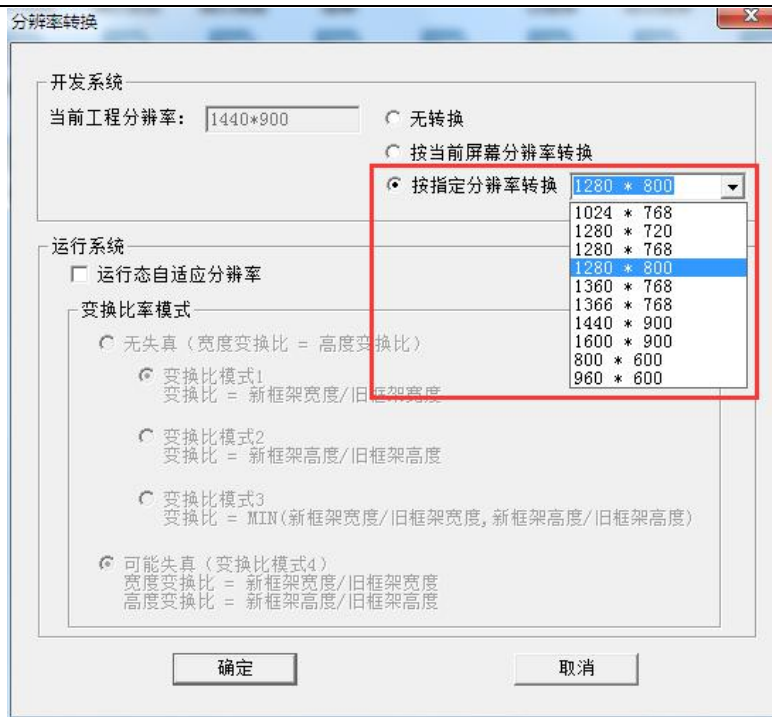 分辨率转换
开发系统
当前工程分辨率： 1440*900
无转换
按当前屏幕分辨率转换
按指定分辨率转换 1280 * 800
1024 * 768
1280 * 720
1280 * 768
1280 * 800
1360 * 768
1366 * 768
1440 * 900
1600 * 900
800 * 600
960 * 600
运行系统
运行态自适应分辨率
变换比率模式
无失真（宽度变换比 = 高度变换比）
变换比模式1
变换比 = 新框架宽度/旧框架宽度
变换比模式2
变换比 = 新框架高度/旧框架高度
变换比模式3
变换比 = MIN(新框架宽度/旧框架宽度,新框架高度/旧框架高度)
可能失真（变换比模式4）
宽度变换比 = 新框架宽度/旧框架宽度
高度变换比 = 新框架高度/旧框架高度
确定
取消